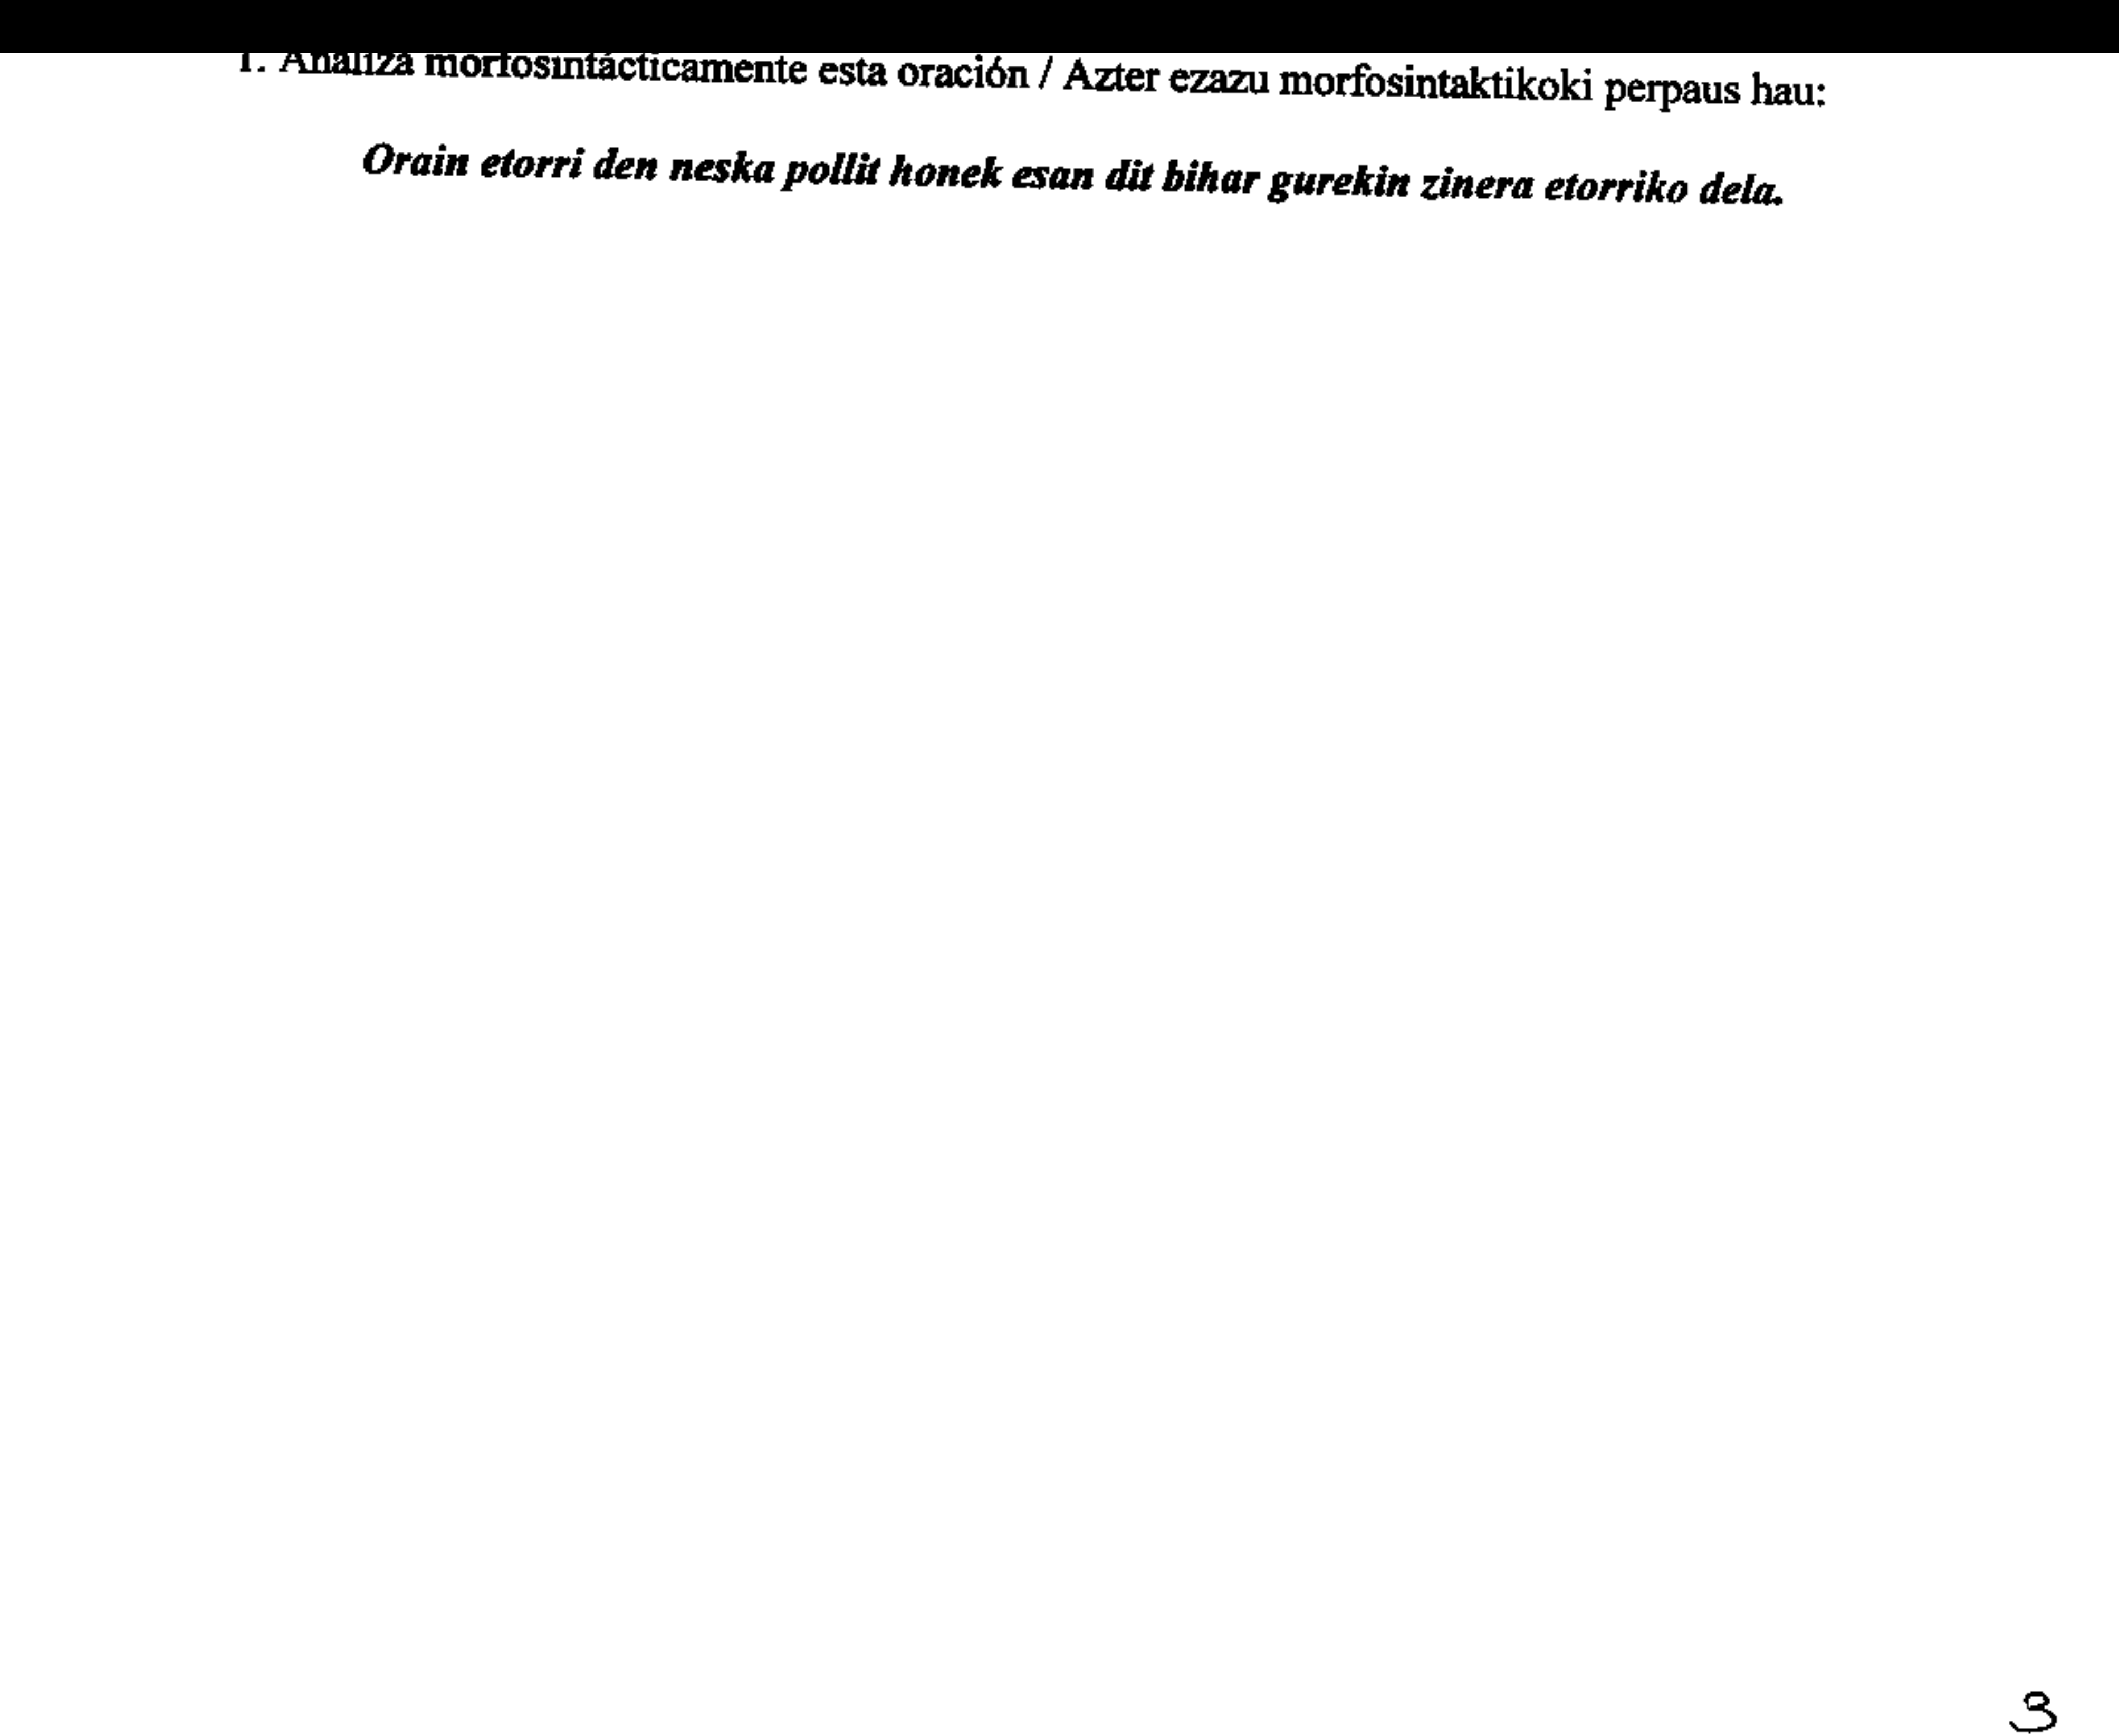 1. Analiza morfosintácticamente esta oración / Azter ezazu morfosintaktikoki perpaus hau:
Orain etorri den neska pollit honek esan dit bihar gurekin zinera etorriko dela.
3